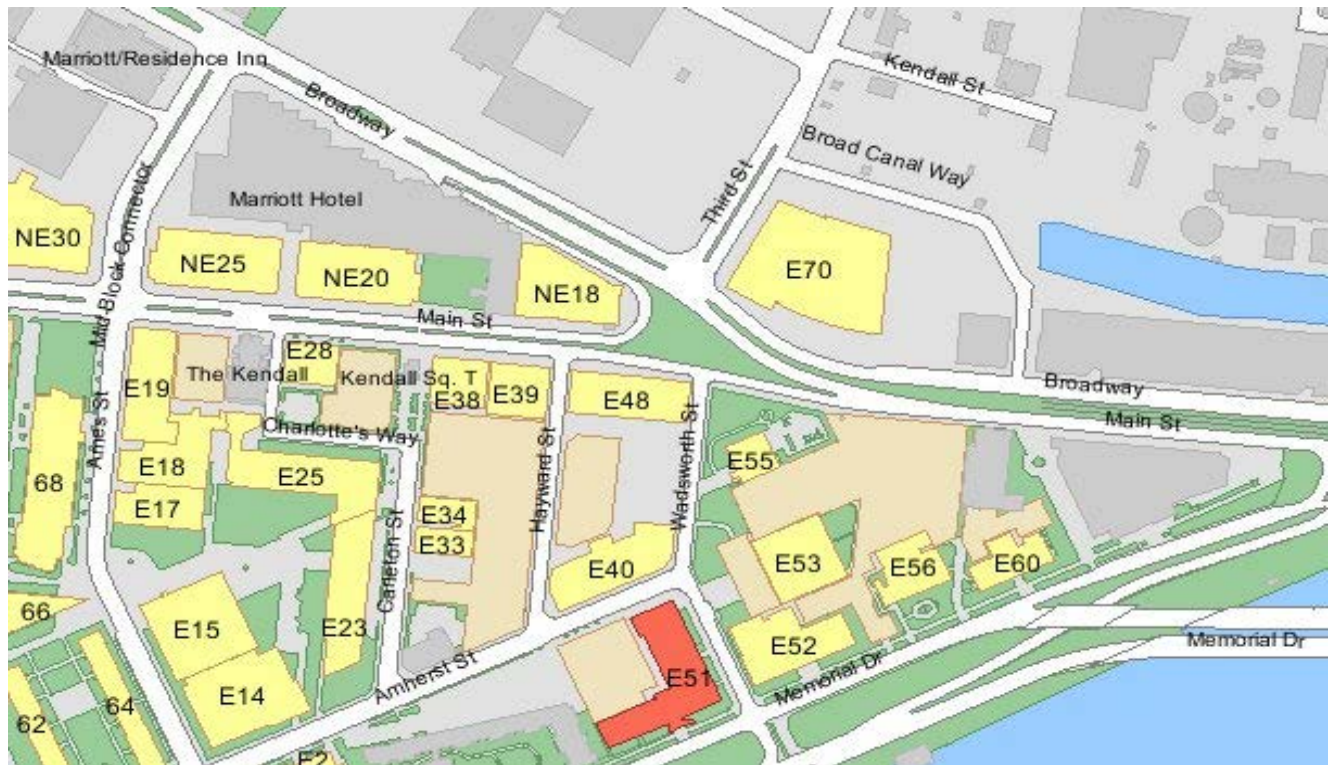 Marriott/Residence Inn
Broadway
Kendall St
Broad Canal Way
Third St
Mid Block Connector
Marriott Hotel
NE30
NE25
NE20
NE18
E70
Main St
E28
The Kendall
Kendall Sq. T
E19
E38
E39
E48
Broadway
Main St
Ames St
Charlotte's Way
Hayward St
Wadsworth St
E55
68
E18
E25
E17
E34
E33
Carleton St
E40
E53
E56
E60
66
E15
E23
E52
Memorial Dr
Memorial Dr
Amherst St
E51
E14
64
62
E2